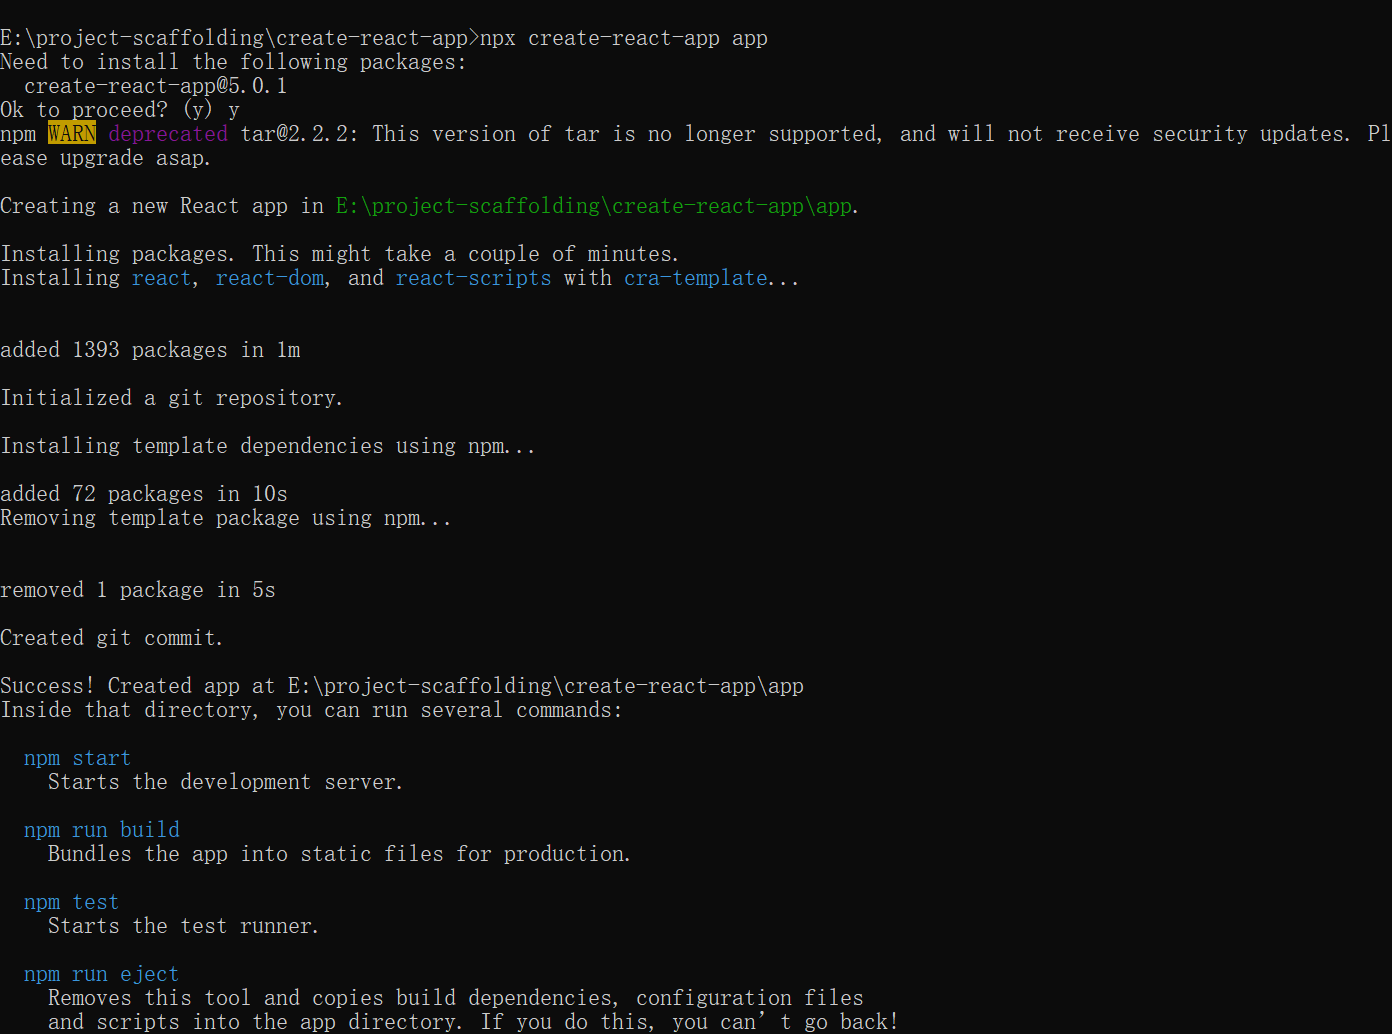 E:\project-scaffolding\create-react-app>npx create-react-app app
Need to install the following packages:
  create-react-app@5.0.1
Ok to proceed? (y) y
npm WARN deprecated tar@2.2.2: This version of tar is no longer supported, and will not receive security updates. Pl
ease upgrade asap.
Creating a new React app in E:\project-scaffolding\create-react-app\app.
Installing packages. This might take a couple of minutes.
Installing react, react-dom, and react-scripts with cra-template...
added 1393 packages in 1m
Initialized a git repository.
Installing template dependencies using npm...
added 72 packages in 10s
Removing template package using npm...
removed 1 package in 5s
Created git commit.
Success! Created app at E:\project-scaffolding\create-react-app\app
Inside that directory, you can run several commands:
  npm start
    Starts the development server.
  npm run build
    Bundles the app into static files for production.
  npm test
    Starts the test runner.
  npm run eject
    Removes this tool and copies build dependencies, configuration files
    and scripts into the app directory. If you do this, you can’t go back!